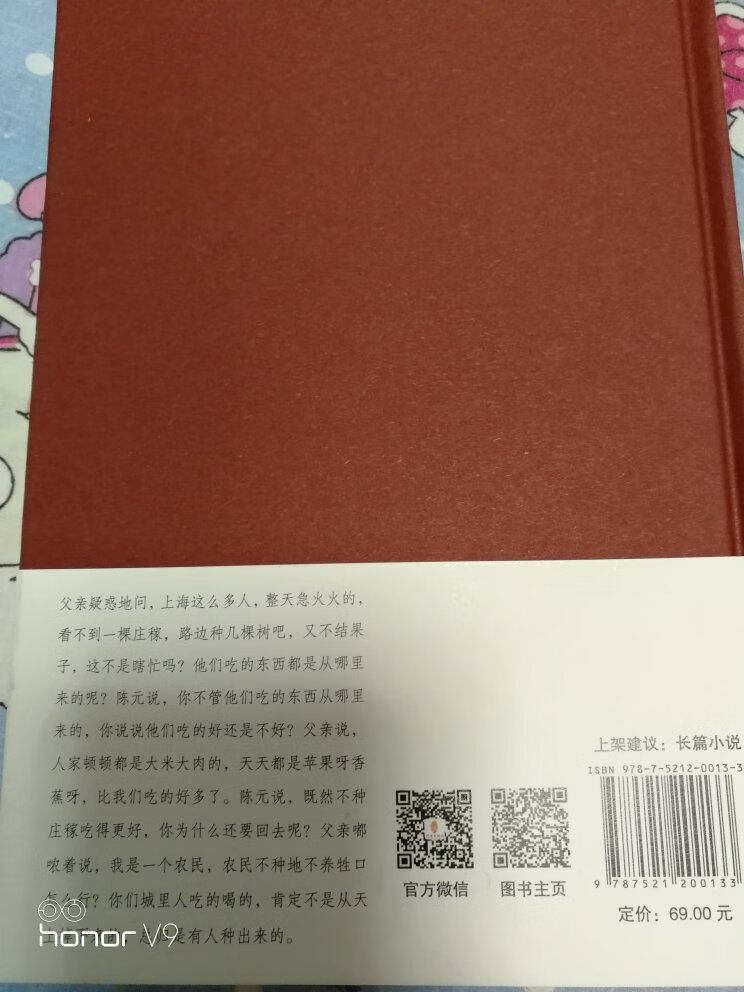 父亲疑惑地问，上海这么多人，整天急火火的，
看不到一棵庄稼，路边种几棵树吧，又不结果
子，这不是瞎忙吗？他们吃的东西都是从哪里
来的呢？陈元说，你不管他们吃的东西从哪里
来的，你说说他们吃的好还是不好？父亲说，
人家顿顿都是大米大肉的，天天都是苹果呀香
蕉呀，比我们吃的好多了。陈元说，既然不种
庄稼吃得更好，你为什么还要回去呢？父亲嘟
哝着说，我是一个农民，农民不种地不养牲口
怎么行？你们城里人吃的喝的，肯定不是从天
是有人种出来的。
上架建议：长篇小说
ISBN 978-7-5212-0013-3
9 787521 200133
官方微信
图书主页
定价：69.00 元
honor V9